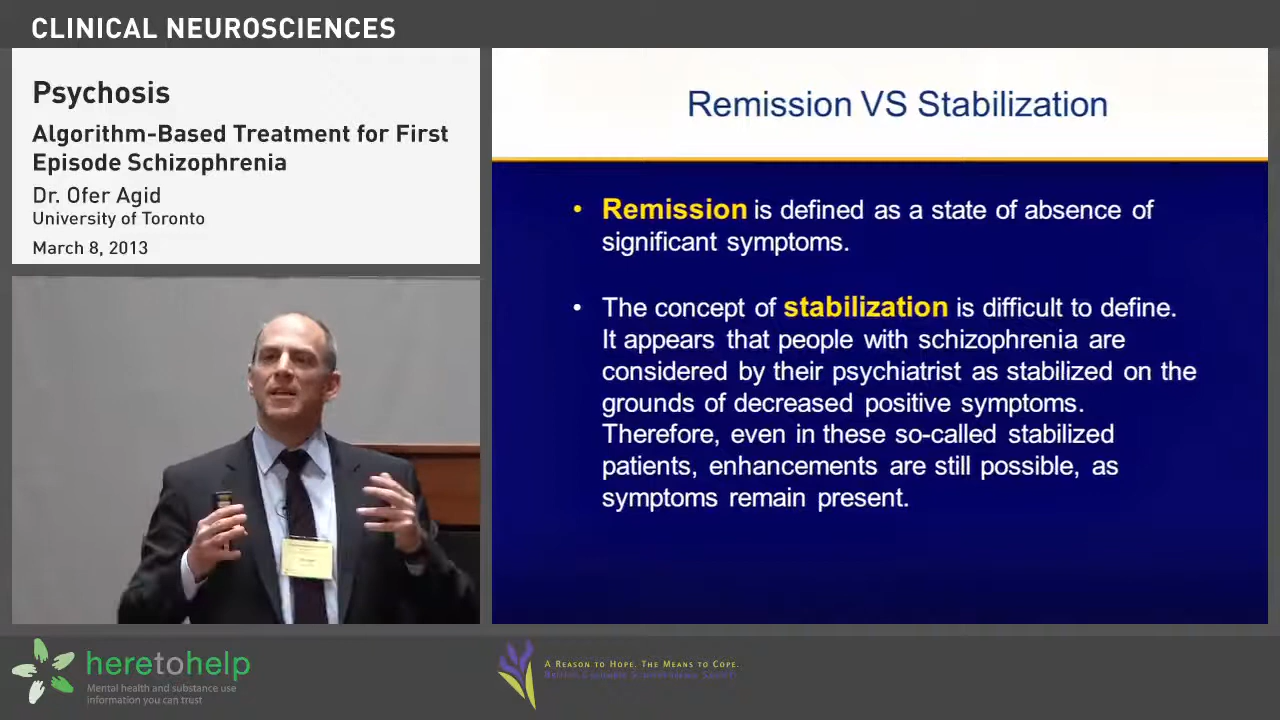 CLINICAL NEUROSCIENCES
Psychosis
Algorithm-Based Treatment for First
Episode Schizophrenia
Dr. Ofer Agid
University of Toronto
March 8, 2013
Remission VS Stabilization
• Remission is defined as a state of absence of
significant symptoms.
• The concept of stabilization is difficult to define.
It appears that people with schizophrenia are
considered by their psychiatrist as stabilized on the
grounds of decreased positive symptoms.
Therefore, even in these so-called stabilized
patients, enhancements are still possible, as
symptoms remain present.
heretohelp
Mental health and substance use
information you can trust
A REASON TO HOPE. THE MEANS TO COPE.
BRITISH COLUMBIA SCHIZOPHRENIA SOCIETY